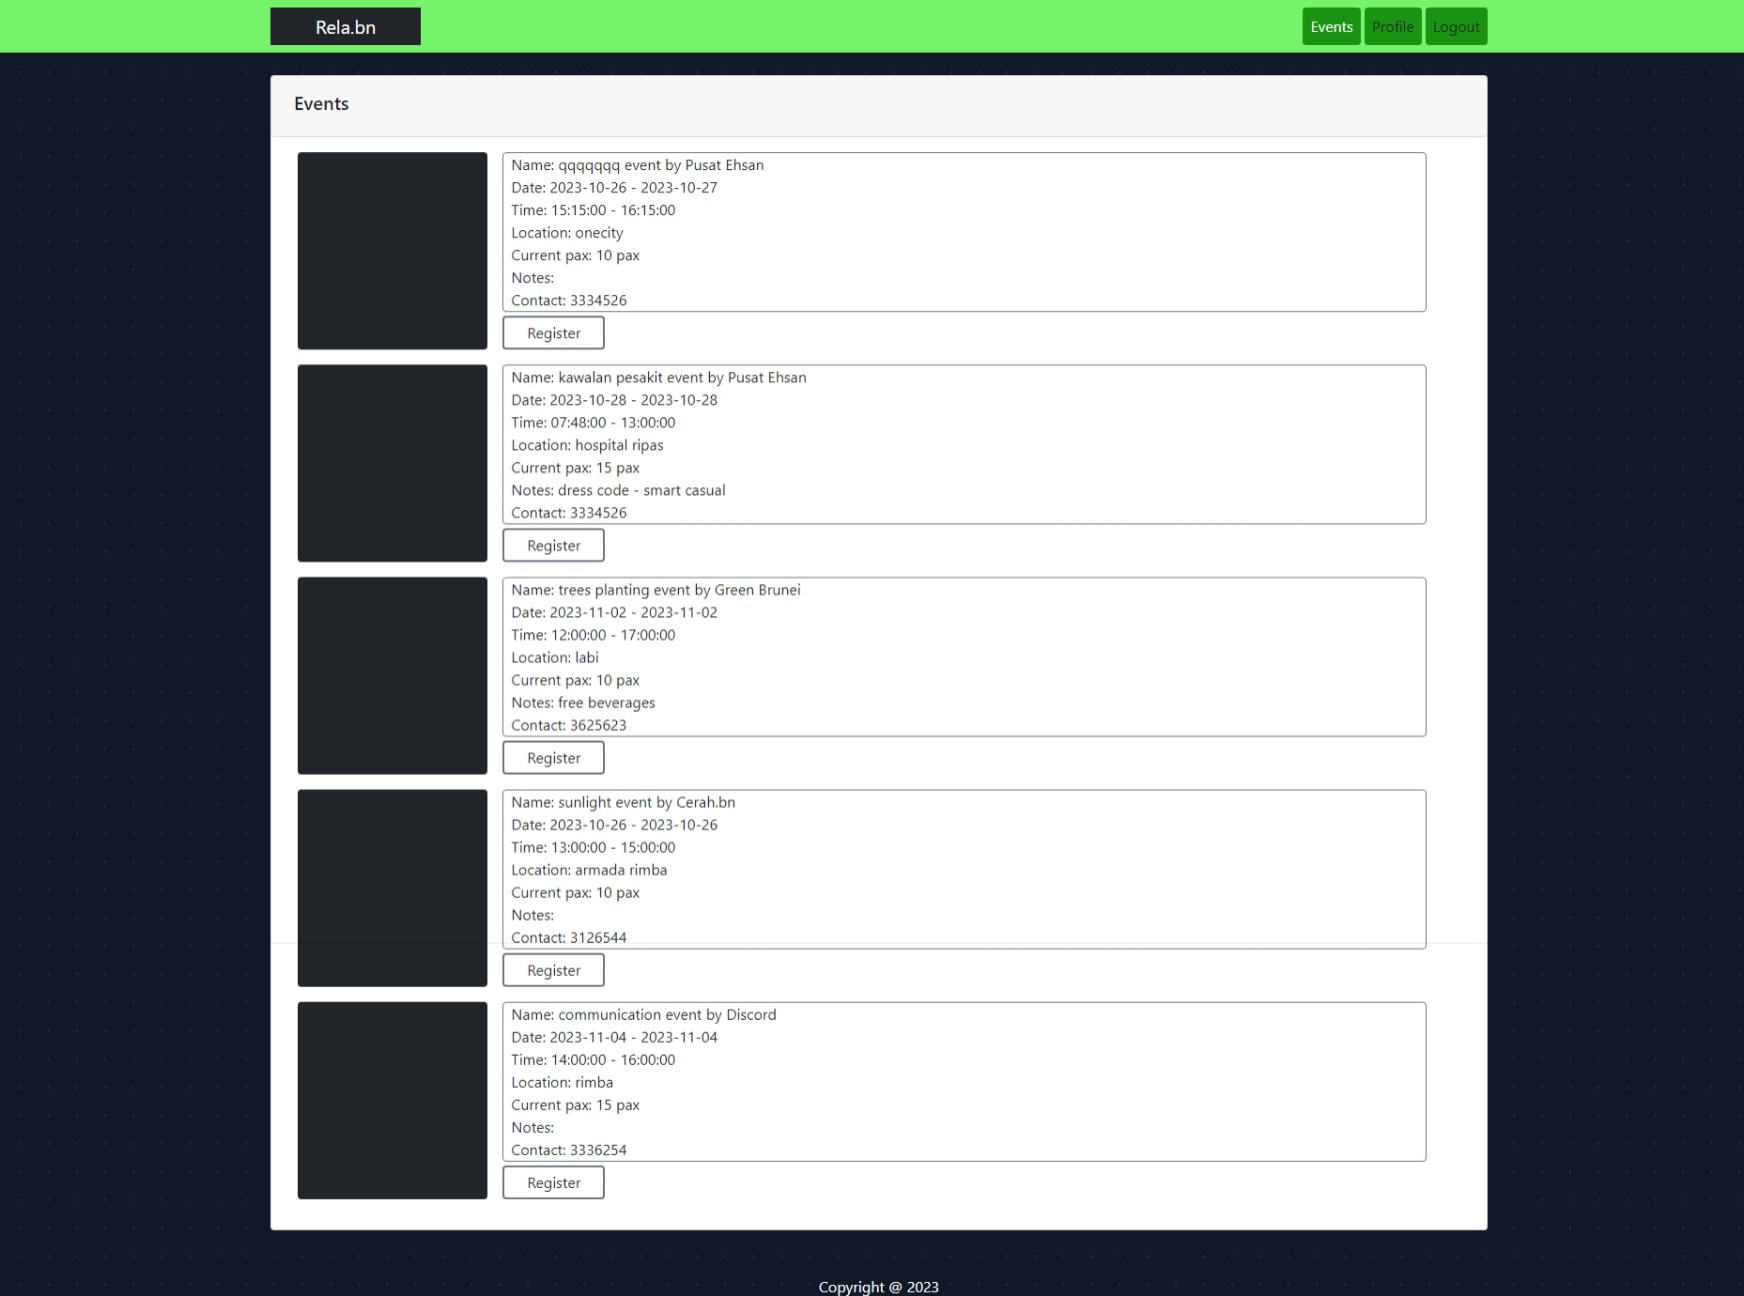 Rela.bn
Events Profile Logout
Events
Name: qqqqqqq event by Pusat Ehsan
Date: 2023-10-26 - 2023-10-27
Time: 15:15:00 - 16:15:00
Location: onecity
Current pax: 10 pax
Notes:
Contact: 3334526
Register
Name: kawalan pesakit event by Pusat Ehsan
Date: 2023-10-28 - 2023-10-28
Time: 07:48:00 - 13:00:00
Location: hospital ripas
Current pax: 15 pax
Notes: dress code - smart casual
Contact: 3334526
Register
Name: trees planting event by Green Brunei
Date: 2023-11-02 - 2023-11-02
Time: 12:00:00 - 17:00:00
Location: labi
Current pax: 10 pax
Notes: free beverages
Contact: 3625623
Register
Name: sunlight event by Cerah.bn
Date: 2023-10-26 - 2023-10-26
Time: 13:00:00 - 15:00:00
Location: armada rimba
Current pax: 10 pax
Notes:
Contact: 3126544
Register
Name: communication event by Discord
Date: 2023-11-04 - 2023-11-04
Time: 14:00:00 - 16:00:00
Location: rimba
Current pax: 15 pax
Notes:
Contact: 3336254
Register
Copyright @ 2023